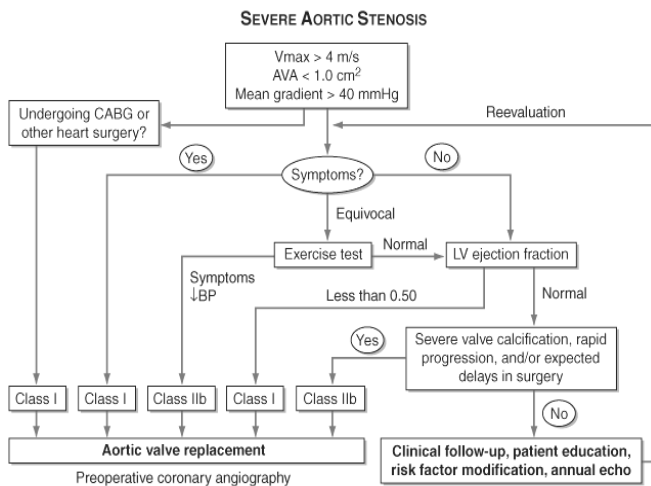 SEVERE AORTIC STENOSIS
Vmax > 4 m/s
AVA < 1.0 cm²
Mean gradient > 40 mmHg
Undergoing CABG or
other heart surgery?
Reevaluation
Yes
Symptoms?
No
Equivocal
Exercise test
Normal
LV ejection fraction
Symptoms
↓BP
Less than 0.50
Normal
Yes
Severe valve calcification, rapid
progression, and/or expected
delays in surgery
Class I
Class I
Class IIb
Class I
Class IIb
No
Aortic valve replacement
Preoperative coronary angiography
Clinical follow-up, patient education,
risk factor modification, annual echo